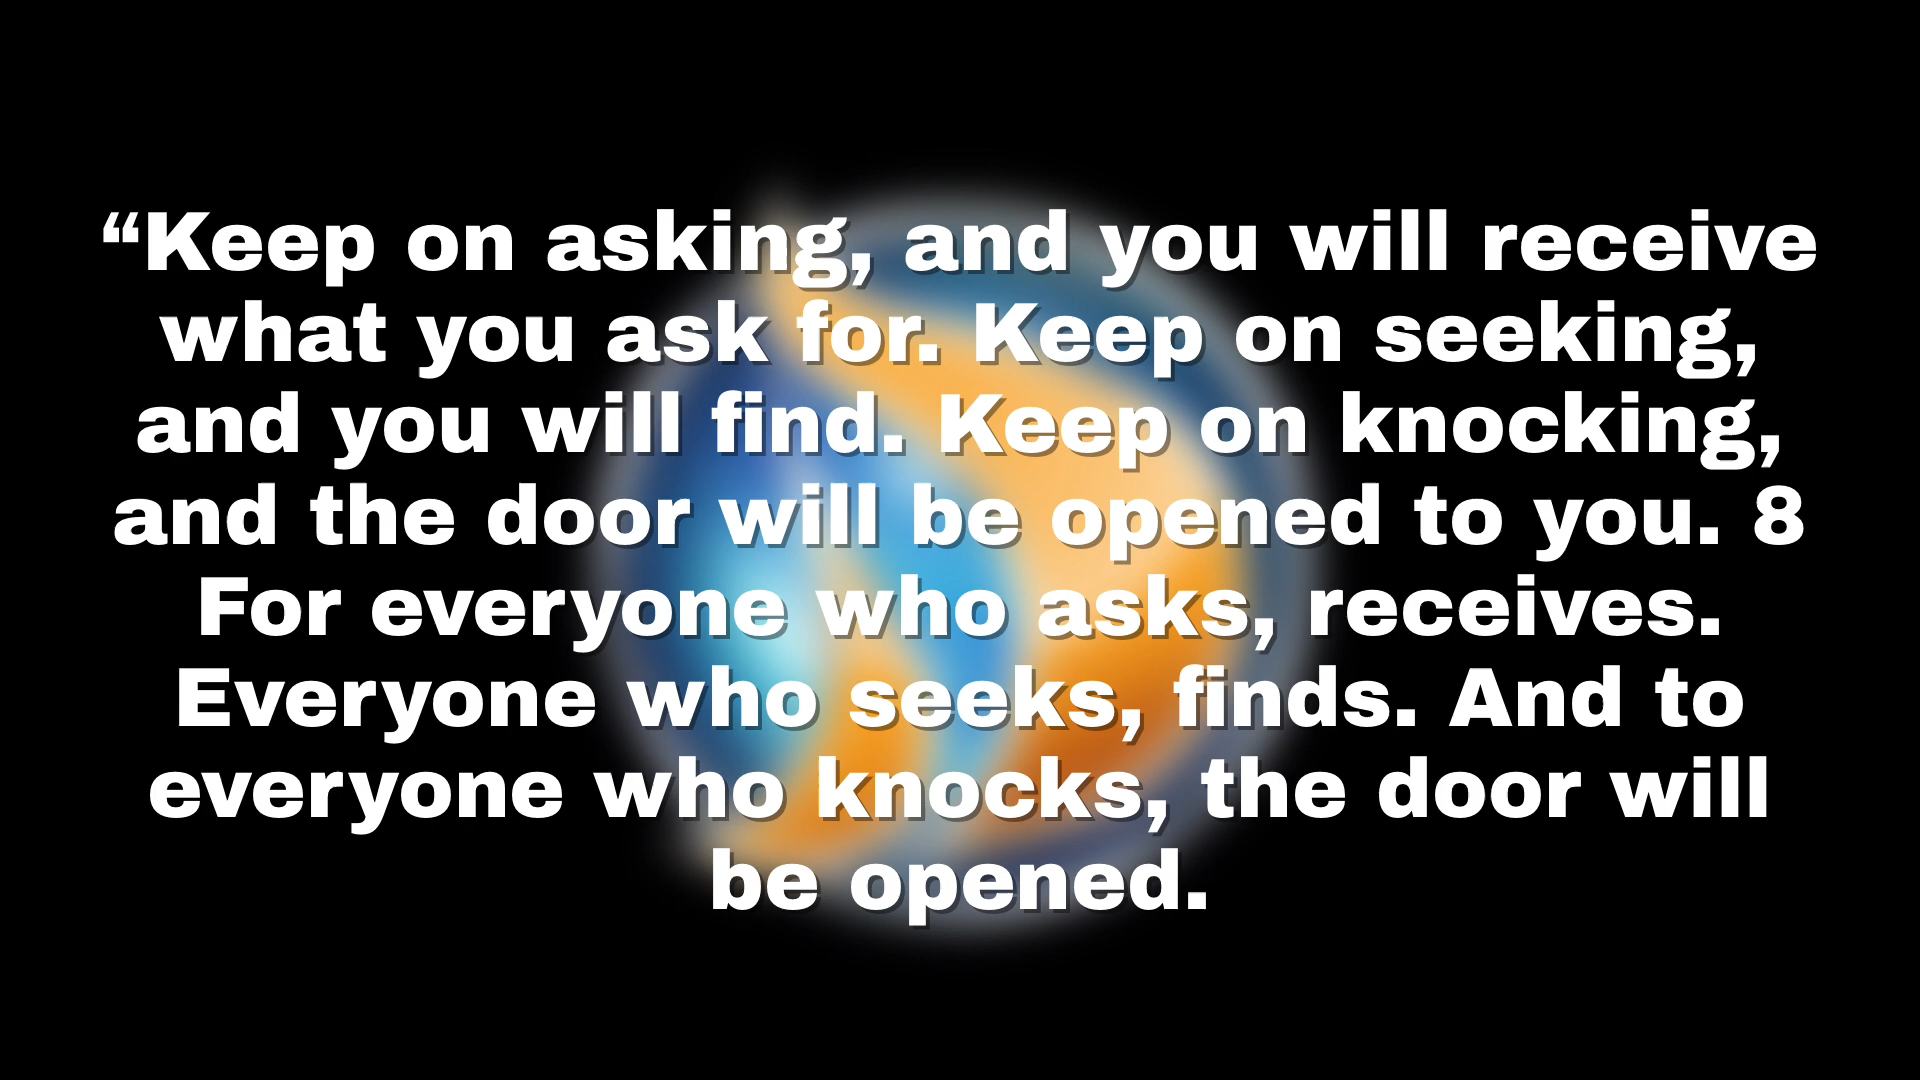 “Keep on asking, and you will receive
what you ask for. Keep on seeking,
and you will find. Keep on knocking,
and the door will be opened to you. 8
For everyone who asks, receives.
Everyone who seeks, finds. And to
everyone who knocks, the door will
be opened.